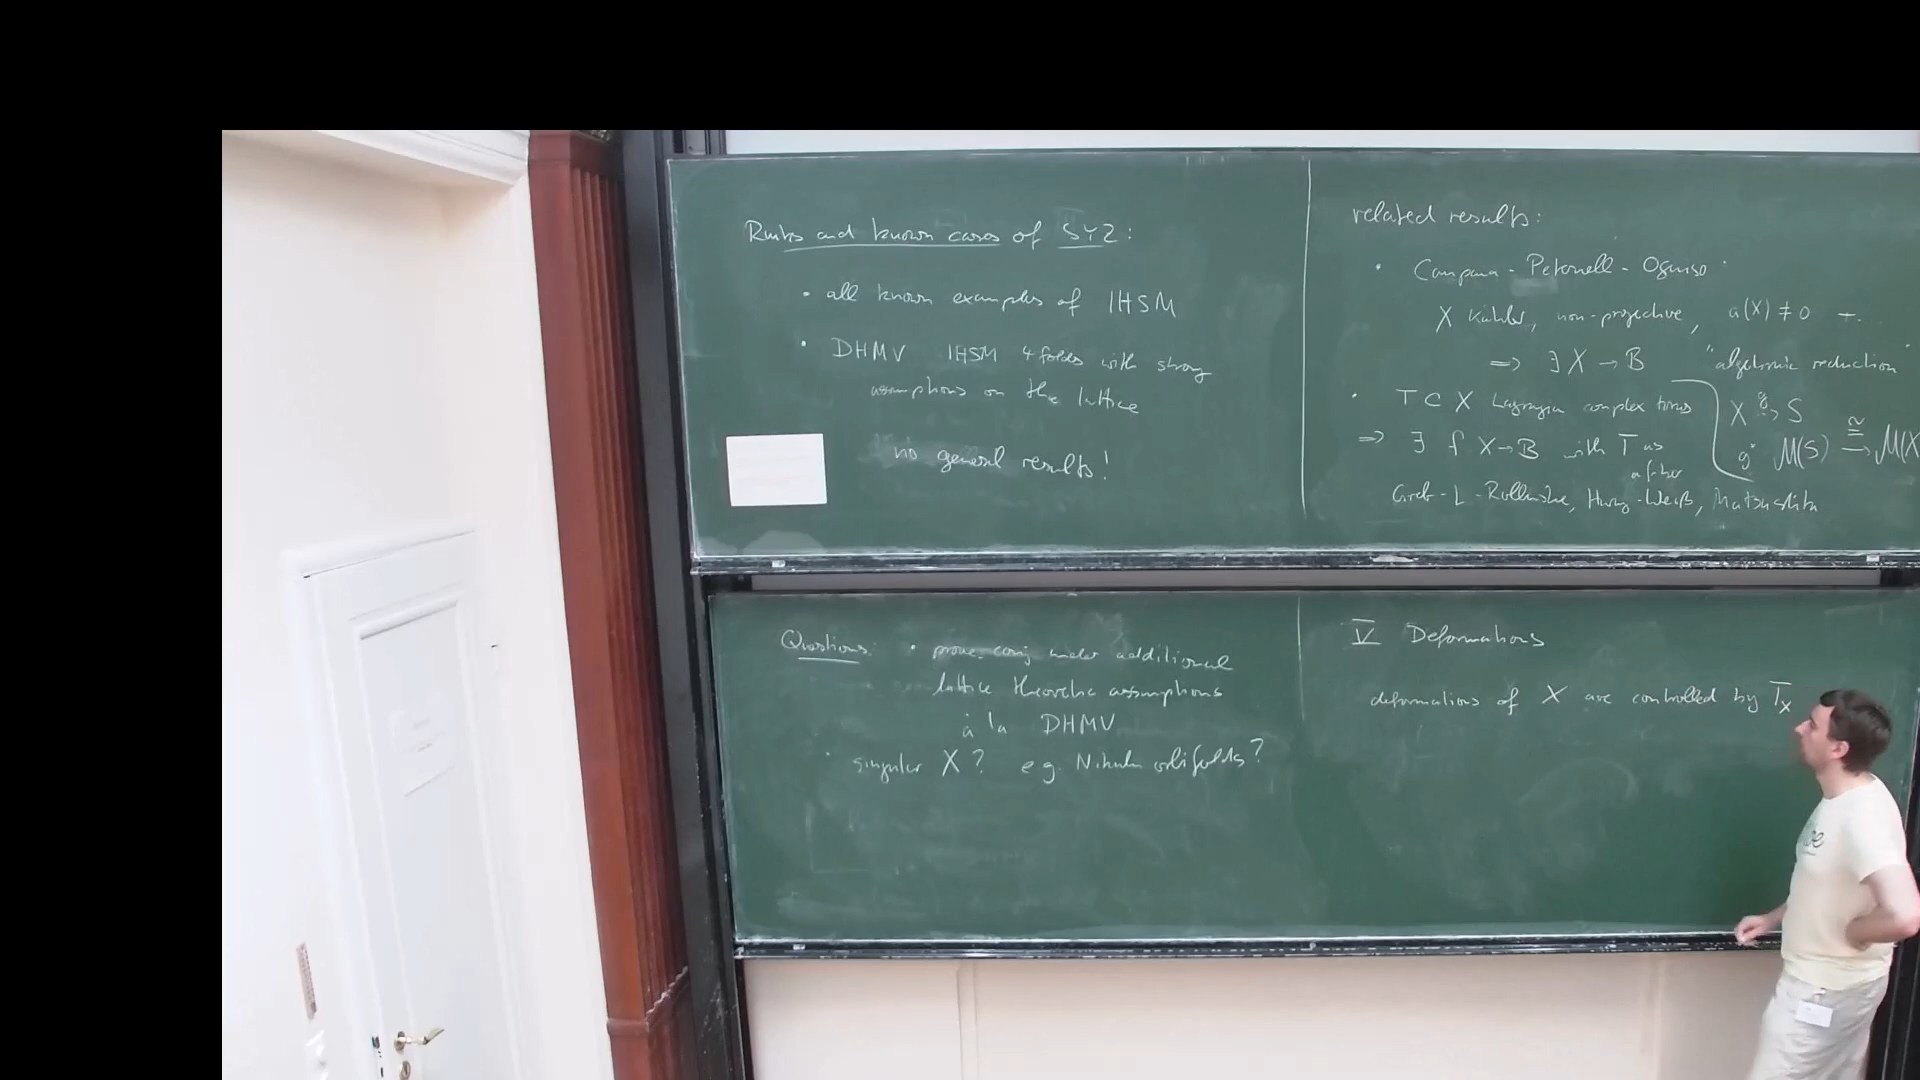 Rmks and known cases of SYZ:
• all known examples of IHSM
• DHMV IHSM 4 folds with strong
assumptions on the lattice
no general results!
related results:
• Campana - Peternell - Oguiso
X Kähler, non-projective, a(X) ≠ 0 +.
⇒ ∃ X → B "algebraic reduction"
• T ⊂ X Lagrangian complex torus
⇒ ∃ f X → B with T as
a fiber
X ⇢ S
g* M(S) ≅→ M(X
Greb - L - Rollenske, Hwang - Weiß, Matsushita
Questions: • prove conj under additional
lattice theoretic assumptions
à la DHMV
• singular X? e.g. Nikulin orbifolds?
V Deformations
deformations of X are controlled by T_X